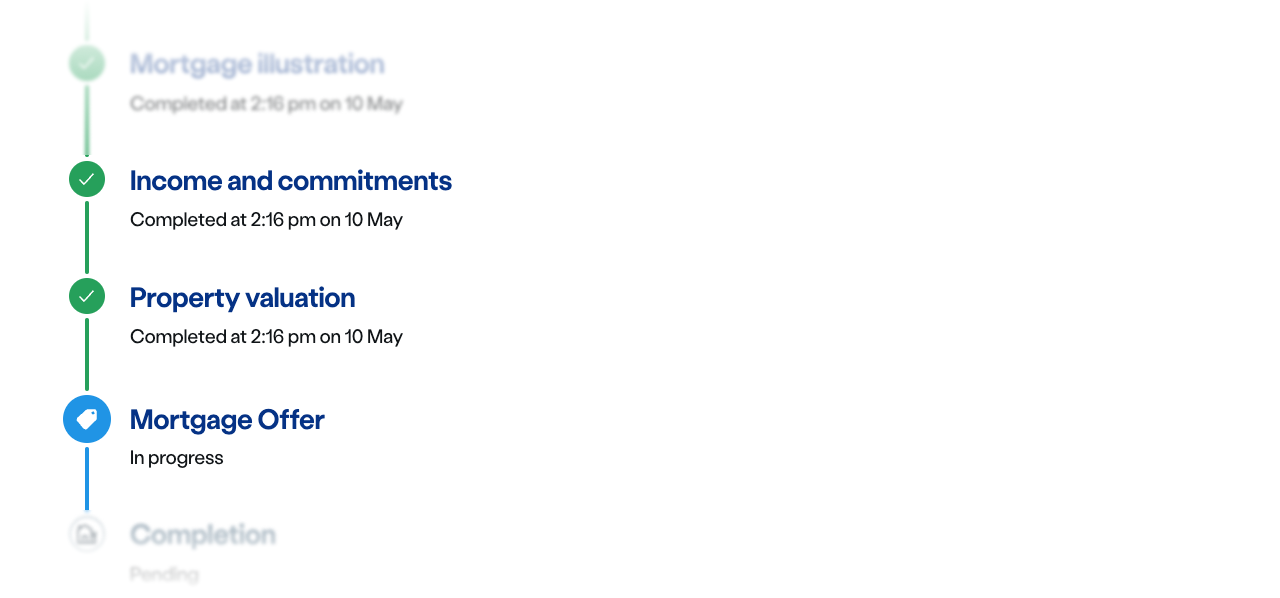 Mortgage illustration
Completed at 2:16 pm on 10 May
Income and commitments
Completed at 2:16 pm on 10 May
Property valuation
Completed at 2:16 pm on 10 May
Mortgage Offer
In progress
Completion
Pending